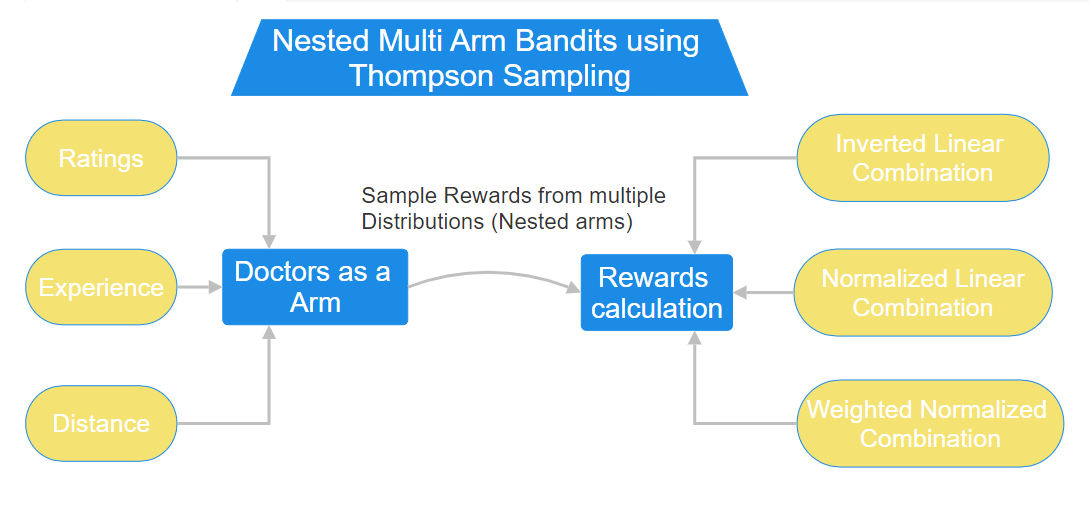 Nested Multi Arm Bandits using
Thompson Sampling
Ratings
Experience
Distance
Doctors as a
Arm
Sample Rewards from multiple
Distributions (Nested arms)
Rewards
calculation
Inverted Linear
Combination
Normalized Linear
Combination
Weighted Normalized
Combination